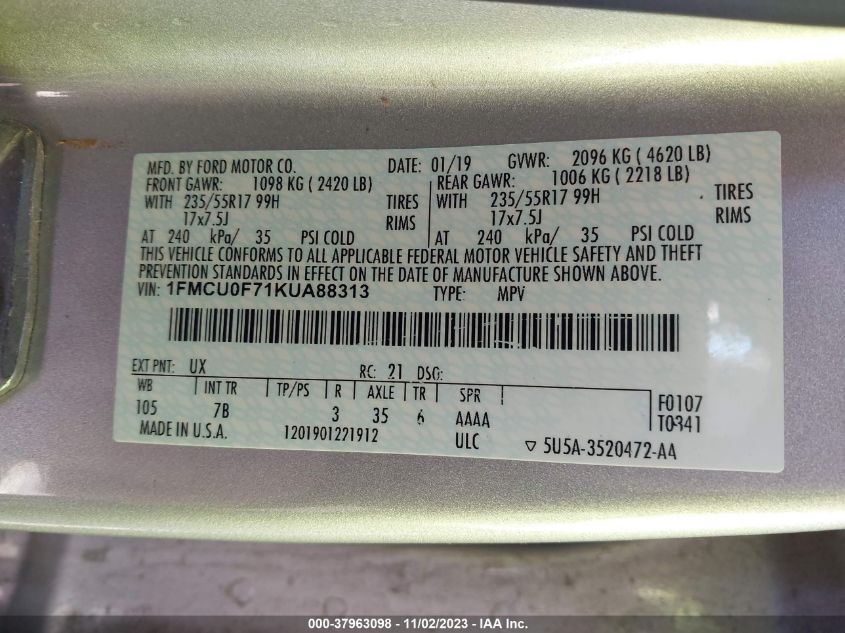 MFD. BY FORD MOTOR CO. DATE: 01/19 GVWR: 2096 KG ( 4620 LB)
FRONT GAWR: 1098 KG ( 2420 LB) REAR GAWR: 1006 KG ( 2218 LB)
WITH 235/55R17 99H TIRES WITH 235/55R17 99H TIRES
17x7.5J RIMS 17x7.5J RIMS
AT 240 kPa/ 35 PSI COLD AT 240 kPa/ 35 PSI COLD
THIS VEHICLE CONFORMS TO ALL APPLICABLE FEDERAL MOTOR VEHICLE SAFETY AND THEFT
PREVENTION STANDARDS IN EFFECT ON THE DATE OF MANUFACTURE SHOWN ABOVE.
VIN: 1FMCU0F71KUA88313 TYPE: MPV
EXT PNT: UX RC: 21 DSO:
WB INT TR TP/PS R AXLE TR SPR
105 7B 3 35 6 AAAA
F0107
T0341
MADE IN U.S.A. 1201901221912 ULC ▽ 5U5A-3520472-AA
000-37963098 - 11/02/2023 - IAA Inc.